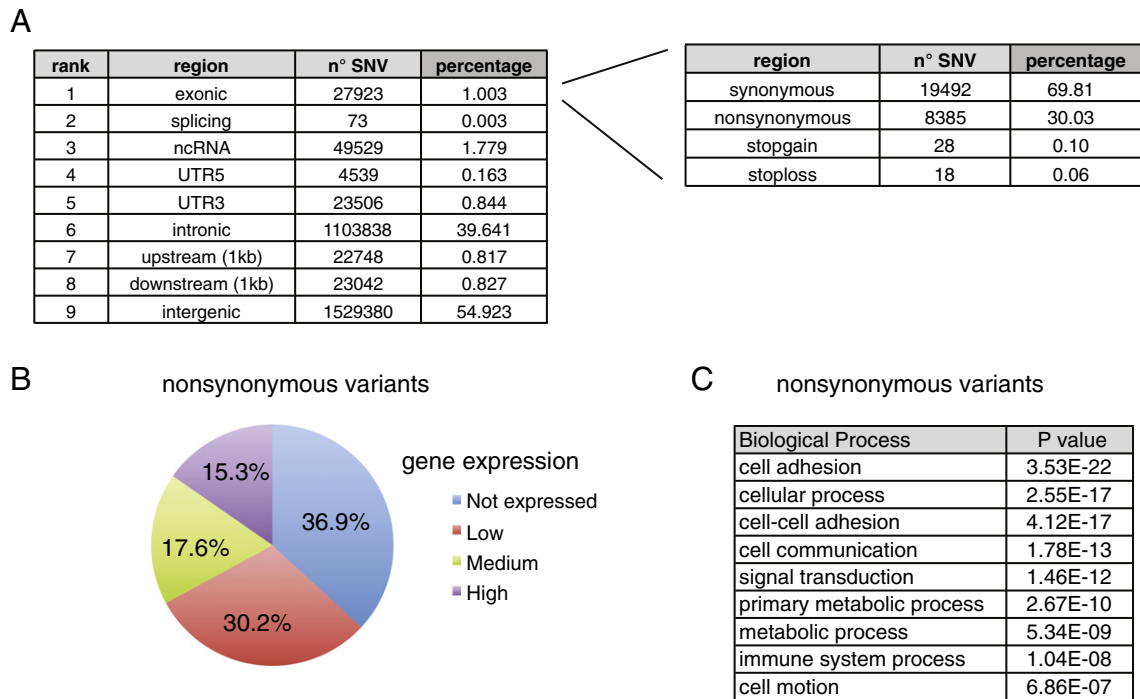 A
rank region n° SNV percentage
1 exonic 27923 1.003
2 splicing 73 0.003
3 ncRNA 49529 1.779
4 UTR5 4539 0.163
5 UTR3 23506 0.844
6 intronic 1103838 39.641
7 upstream (1kb) 22748 0.817
8 downstream (1kb) 23042 0.827
9 intergenic 1529380 54.923
region n° SNV percentage
synonymous 19492 69.81
nonsynonymous 8385 30.03
stopgain 28 0.10
stoploss 18 0.06
B
nonsynonymous variants
15.3%
36.9%
17.6%
30.2%
gene expression
Not expressed
Low
Medium
High
C
nonsynonymous variants
Biological Process P value
cell adhesion 3.53E-22
cellular process 2.55E-17
cell-cell adhesion 4.12E-17
cell communication 1.78E-13
signal transduction 1.46E-12
primary metabolic process 2.67E-10
metabolic process 5.34E-09
immune system process 1.04E-08
cell motion 6.86E-07